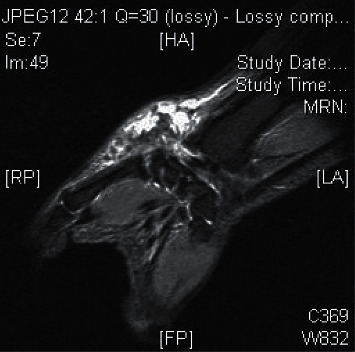 JPEG12 42:1 Q=30 (lossy) - Lossy comp...
Se:7
[HA]
Im:49
Study Date:...
Study Time:...
MRN:
[RP]
[LA]
C369
[FP]
W832